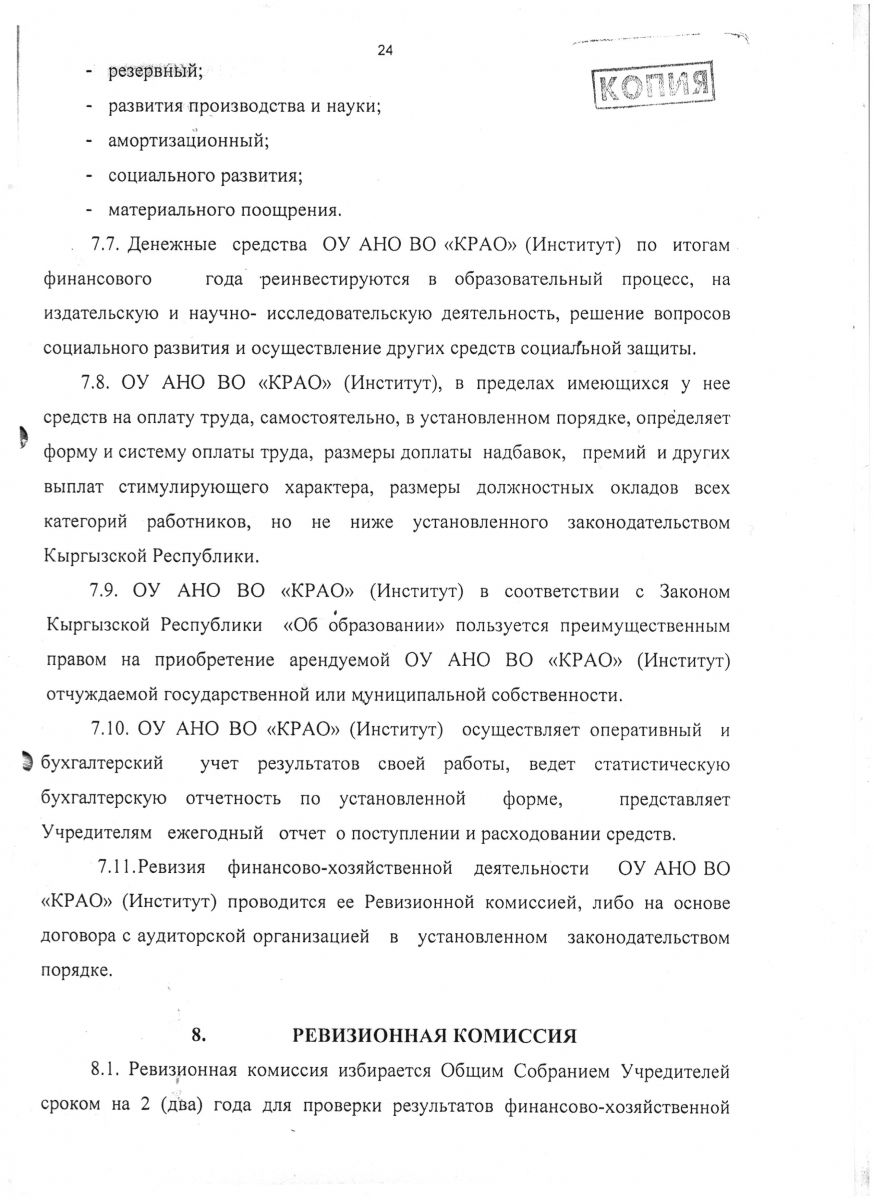 24
КОПИЯ
- резервный;
- развития производства и науки;
- амортизационный;
- социального развития;
- материального поощрения.
7.7. Денежные средства ОУ АНО ВО «КРАО» (Институт) по итогам
финансового года реинвестируются в образовательный процесс, на
издательскую и научно- исследовательскую деятельность, решение вопросов
социального развития и осуществление других средств социальной защиты.
7.8. ОУ АНО ВО «КРАО» (Институт), в пределах имеющихся у нее
средств на оплату труда, самостоятельно, в установленном порядке, определяет
форму и систему оплаты труда, размеры доплаты надбавок, премий и других
выплат стимулирующего характера, размеры должностных окладов всех
категорий работников, но не ниже установленного законодательством
Кыргызской Республики.
7.9. ОУ АНО ВО «КРАО» (Институт) в соответствии с Законом
Кыргызской Республики «Об образовании» пользуется преимущественным
правом на приобретение арендуемой ОУ АНО ВО «КРАО» (Институт)
отчуждаемой государственной или муниципальной собственности.
7.10. ОУ АНО ВО «КРАО» (Институт) осуществляет оперативный и
бухгалтерский учет результатов своей работы, ведет статистическую
бухгалтерскую отчетность по установленной форме, представляет
Учредителям ежегодный отчет о поступлении и расходовании средств.
7.11.Ревизия финансово-хозяйственной деятельности ОУ АНО ВО
«КРАО» (Институт) проводится ее Ревизионной комиссией, либо на основе
договора с аудиторской организацией в установленном законодательством
порядке.
8. РЕВИЗИОННАЯ КОМИССИЯ
8.1. Ревизионная комиссия избирается Общим Собранием Учредителей
сроком на 2 (два) года для проверки результатов финансово-хозяйственной